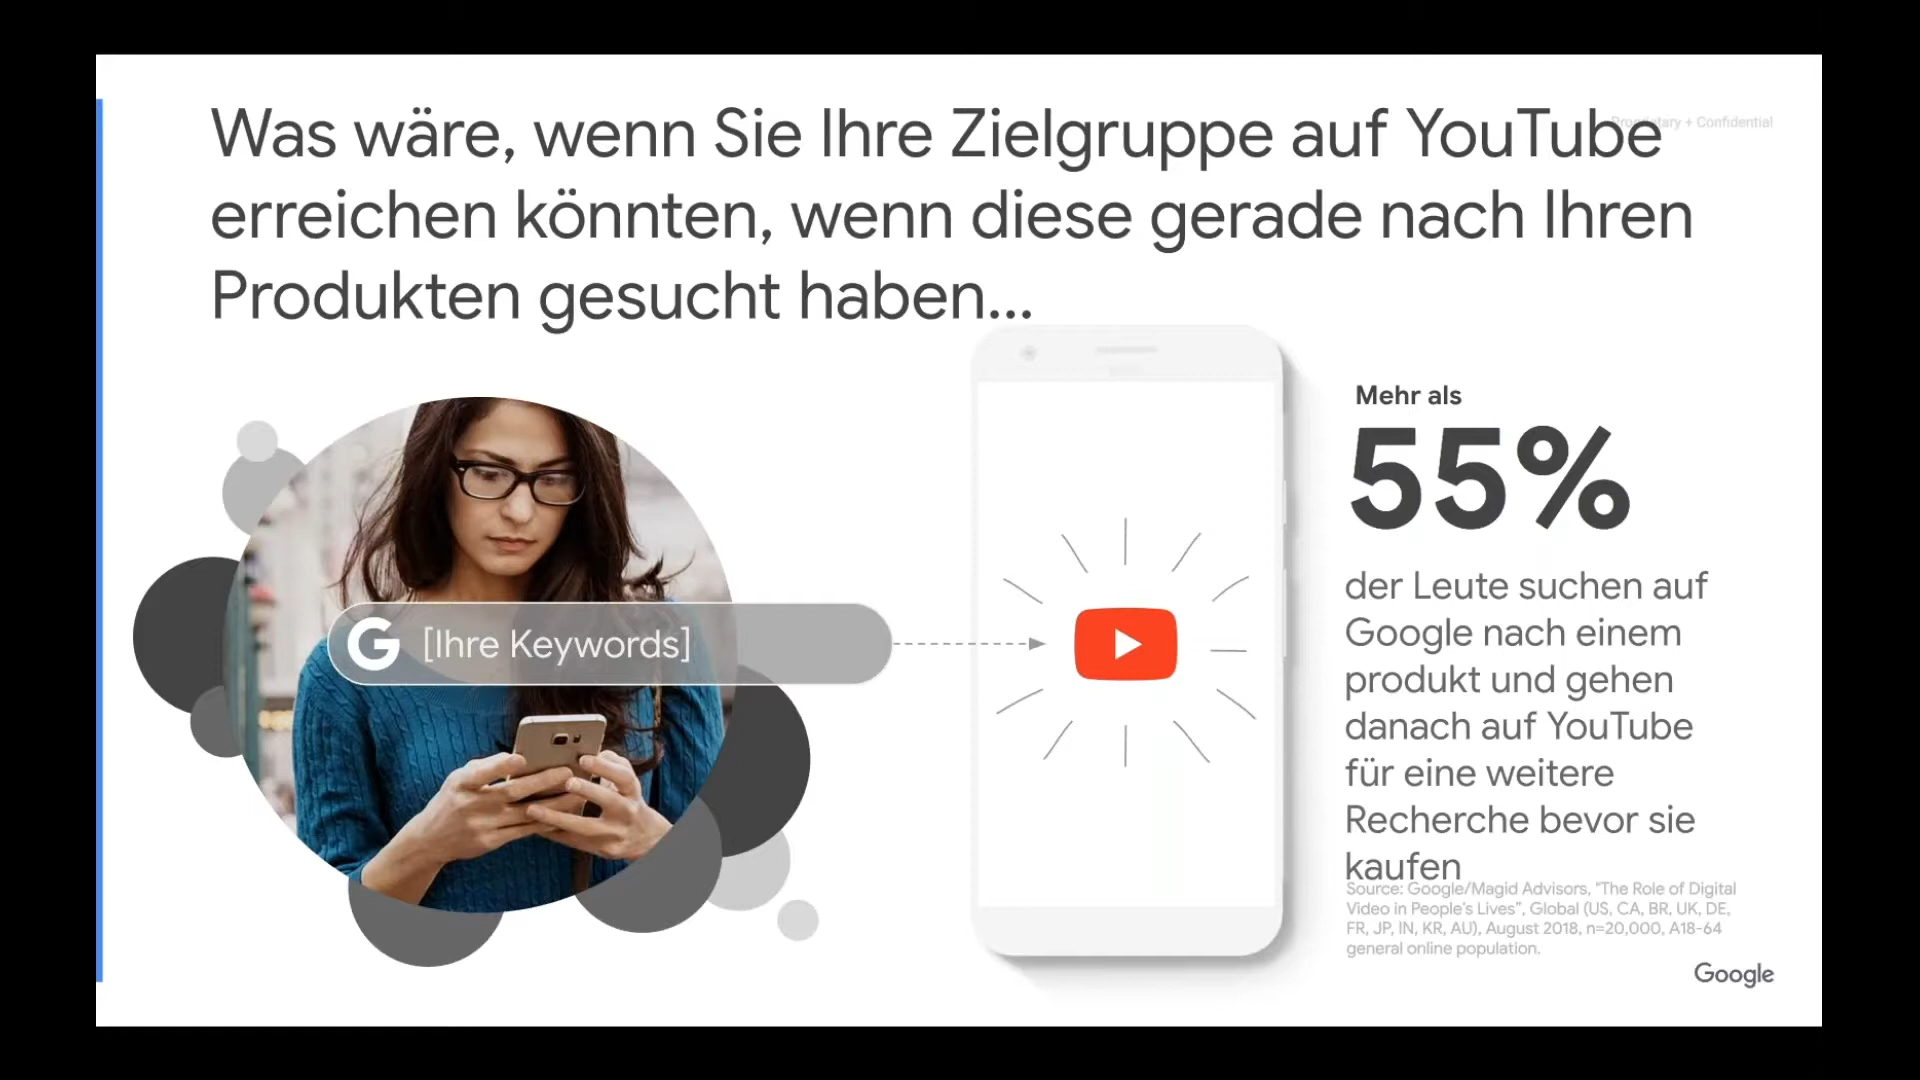 Was wäre, wenn Sie Ihre Zielgruppe auf YouTube
erreichen könnten, wenn diese gerade nach Ihren
Produkten gesucht haben...
Proprietary + Confidential
G [Ihre Keywords]
Mehr als
55%
der Leute suchen auf
Google nach einem
produkt und gehen
danach auf YouTube
für eine weitere
Recherche bevor sie
kaufen
Source: Google/Magid Advisors, "The Role of Digital
Video in People's Lives", Global (US, CA, BR, UK, DE,
FR, JP, IN, KR, AU), August 2018, n=20,000, A18-64
general online population.
Google